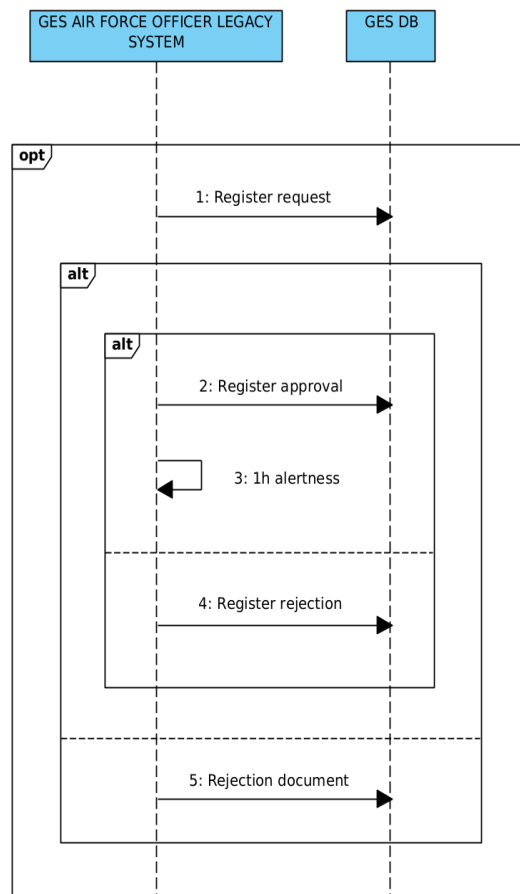 GES AIR FORCE OFFICER LEGACY
SYSTEM
GES DB
opt
1: Register request
alt
alt
2: Register approval
3: 1h alertness
4: Register rejection
5: Rejection document